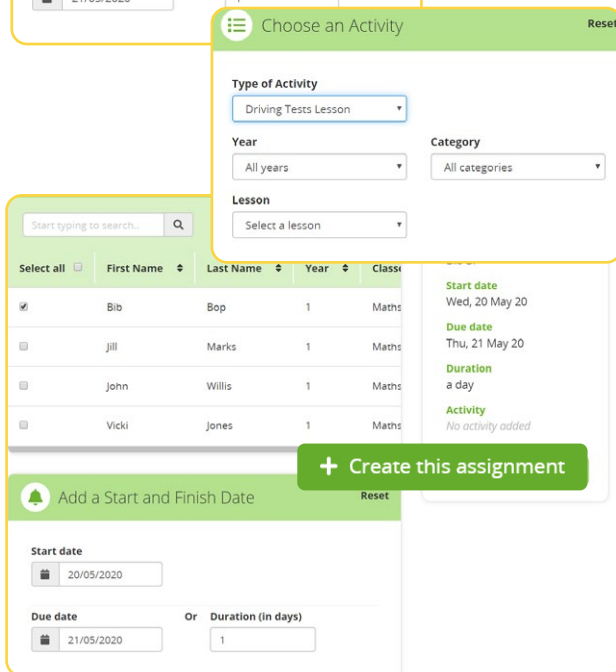 Choose an Activity
Reset
Type of Activity
Driving Tests Lesson
Year
Category
All years
All categories
Lesson
Select a lesson
Start typing to search...
Select all
First Name
Last Name
Year
Bib
Bop
1
Maths
Jill
Marks
1
Maths
John
Willis
1
Maths
Vicki
Jones
1
Maths
Start date
Wed, 20 May 20
Due date
Thu, 21 May 20
Duration
a day
Activity
No activity added
+ Create this assignment
Add a Start and Finish Date
Reset
Start date
20/05/2020
Due date
Or Duration (in days)
21/05/2020
1